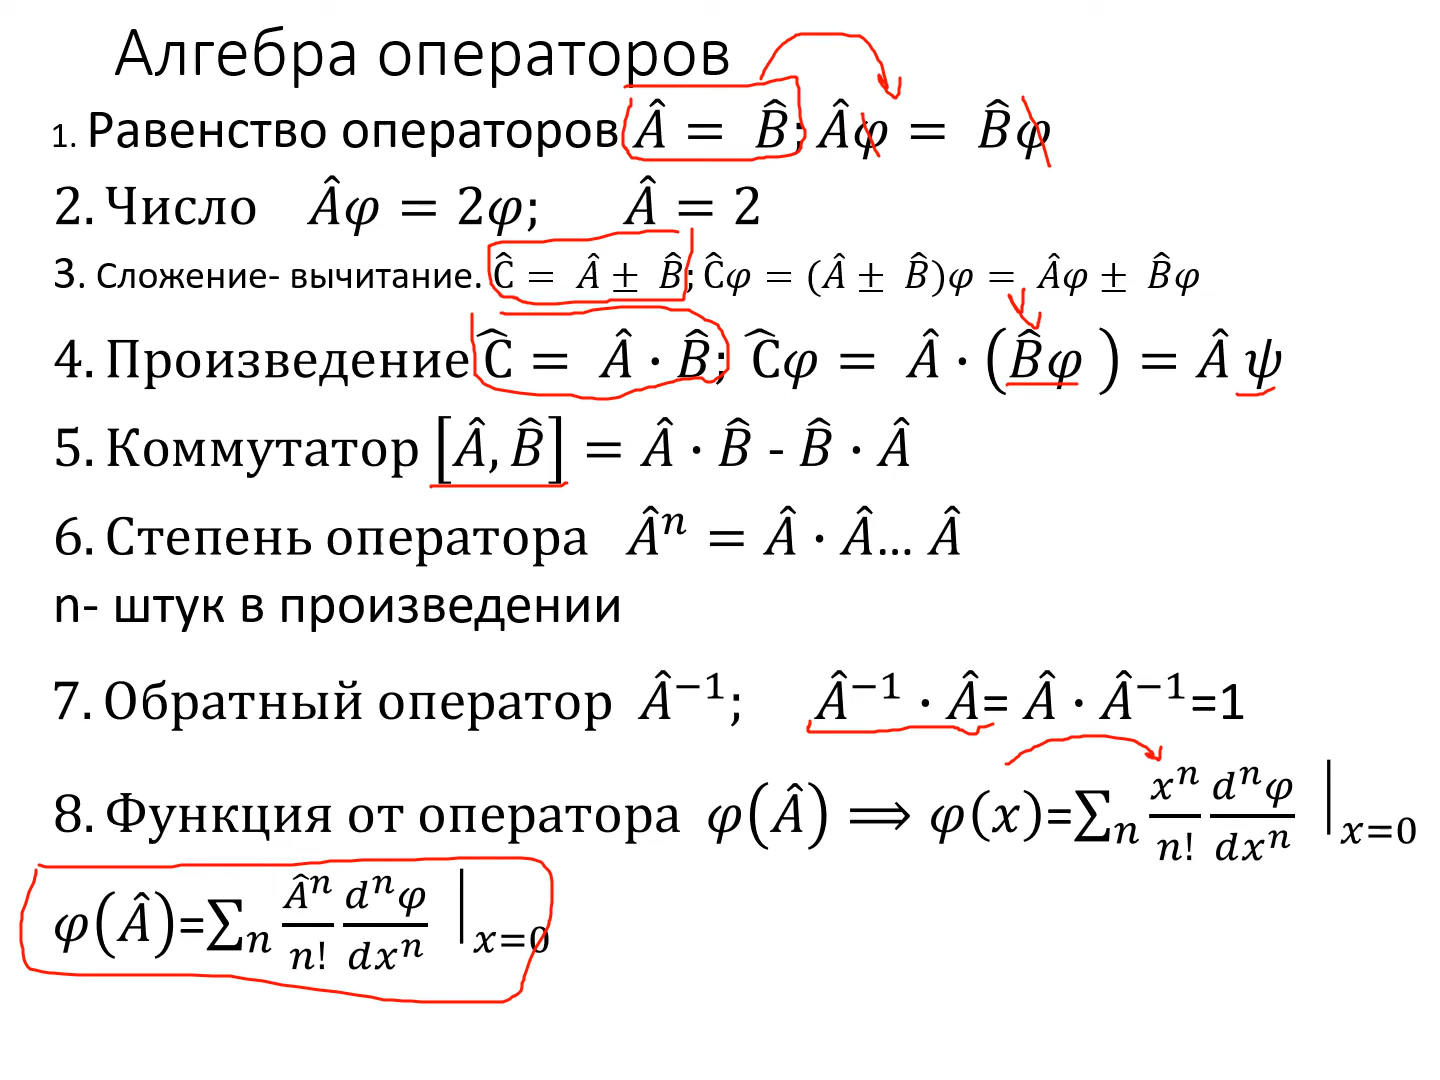 Алгебра операторов
1. Равенство операторов Â = B̂; Âφ = B̂φ
2. Число Âφ = 2φ; Â = 2
3. Сложение- вычитание. Ĉ = Â ± B̂; Ĉφ = (Â ± B̂)φ = Âφ ± B̂φ
4. Произведение Ĉ = Â · B̂; Ĉφ = Â · (B̂φ ) = Â ψ
5. Коммутатор [Â, B̂] = Â · B̂ - B̂ · Â
6. Степень оператора Âⁿ = Â · Â... Â
n- штук в произведении
7. Обратный оператор Â⁻¹; Â⁻¹ · Â= Â · Â⁻¹=1
8. Функция от оператора φ(Â) ⟹ φ(x)=∑ₙ xⁿ/n! dⁿφ/dxⁿ |ₓ₌₀
φ(Â)=∑ₙ Âⁿ/n! dⁿφ/dxⁿ |ₓ₌₀